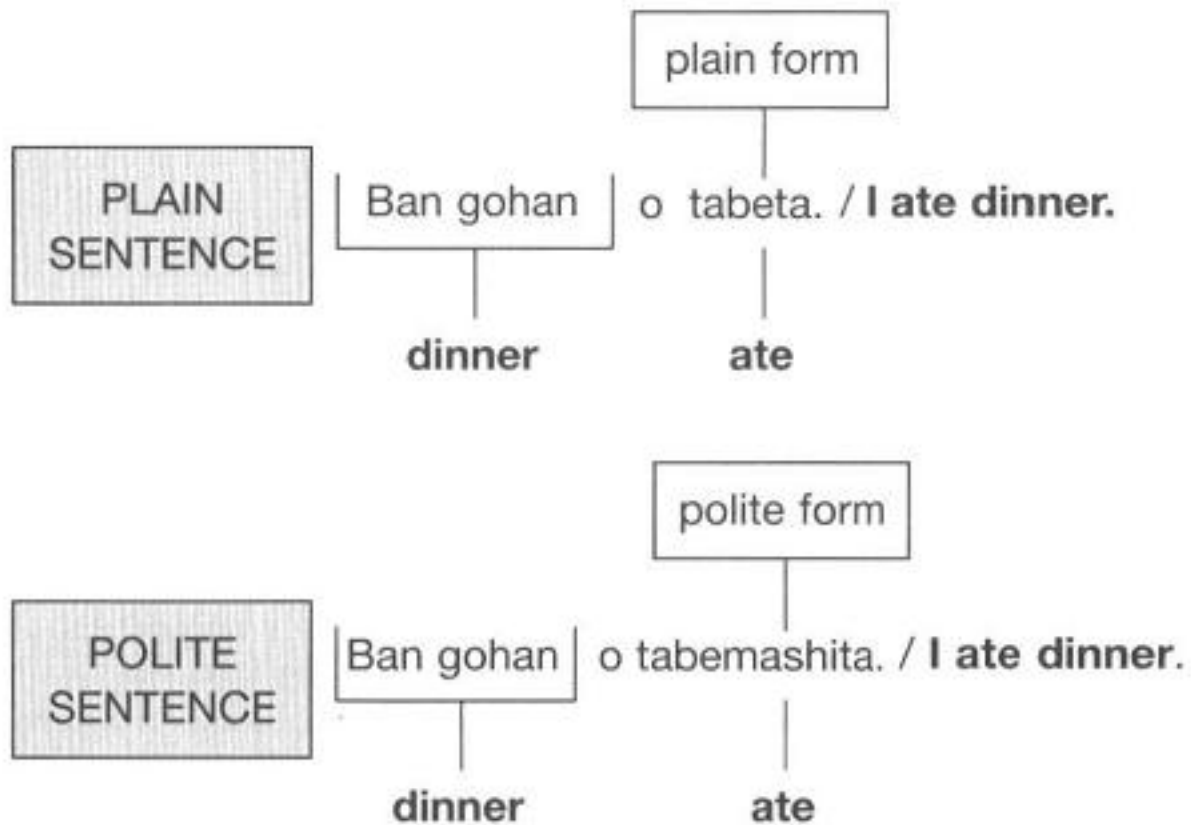 plain form
PLAIN
SENTENCE
Ban gohan o tabeta. / I ate dinner.
dinner ate
polite form
POLITE
SENTENCE
Ban gohan o tabemashita. / I ate dinner.
dinner ate